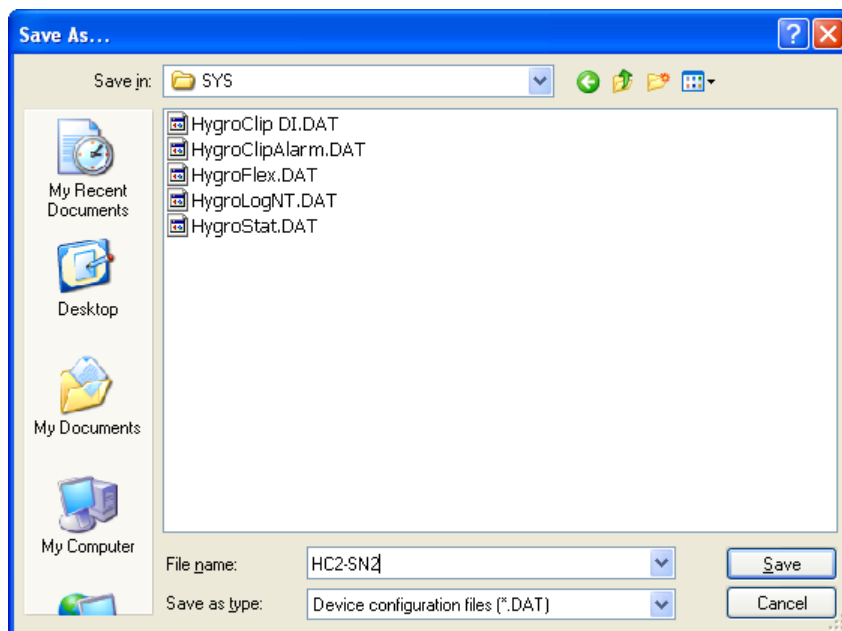 Save As...
Save in:
SYS
HygroClip DI.DAT
HygroClipAlarm.DAT
HygroFlex.DAT
HygroLogNT.DAT
HygroStat.DAT
My Recent
Documents
Desktop
My Documents
My Computer
File name:
HC2-SN2
Save
Save as type:
Device configuration files (*.DAT)
Cancel